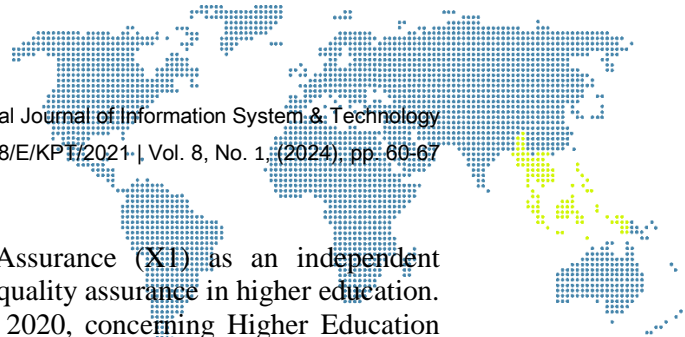 al Journal of Information System & Technology
8/E/KPT/2021 | Vol. 8, No. 1, (2024), pp. 60-67
Assurance (X1) as an independent
quality assurance in higher education.
2020, concerning Higher Education